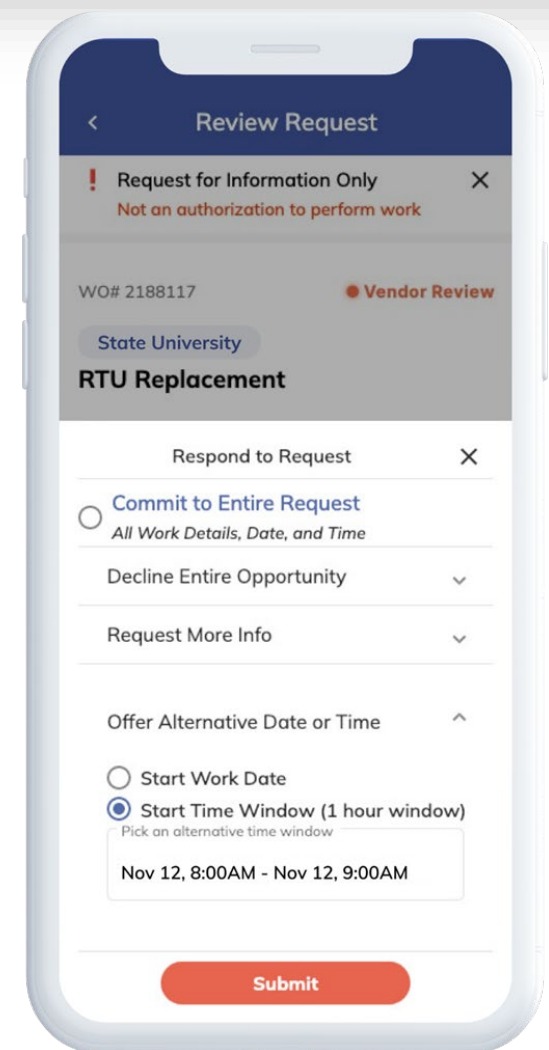 Review Request
Request for Information Only
Not an authorization to perform work
WO# 2188117
Vendor Review
State University
RTU Replacement
Respond to Request
Commit to Entire Request
All Work Details, Date, and Time
Decline Entire Opportunity
Request More Info
Offer Alternative Date or Time
Start Work Date
Start Time Window (1 hour window)
Pick an alternative time window
Nov 12, 8:00AM - Nov 12, 9:00AM
Submit